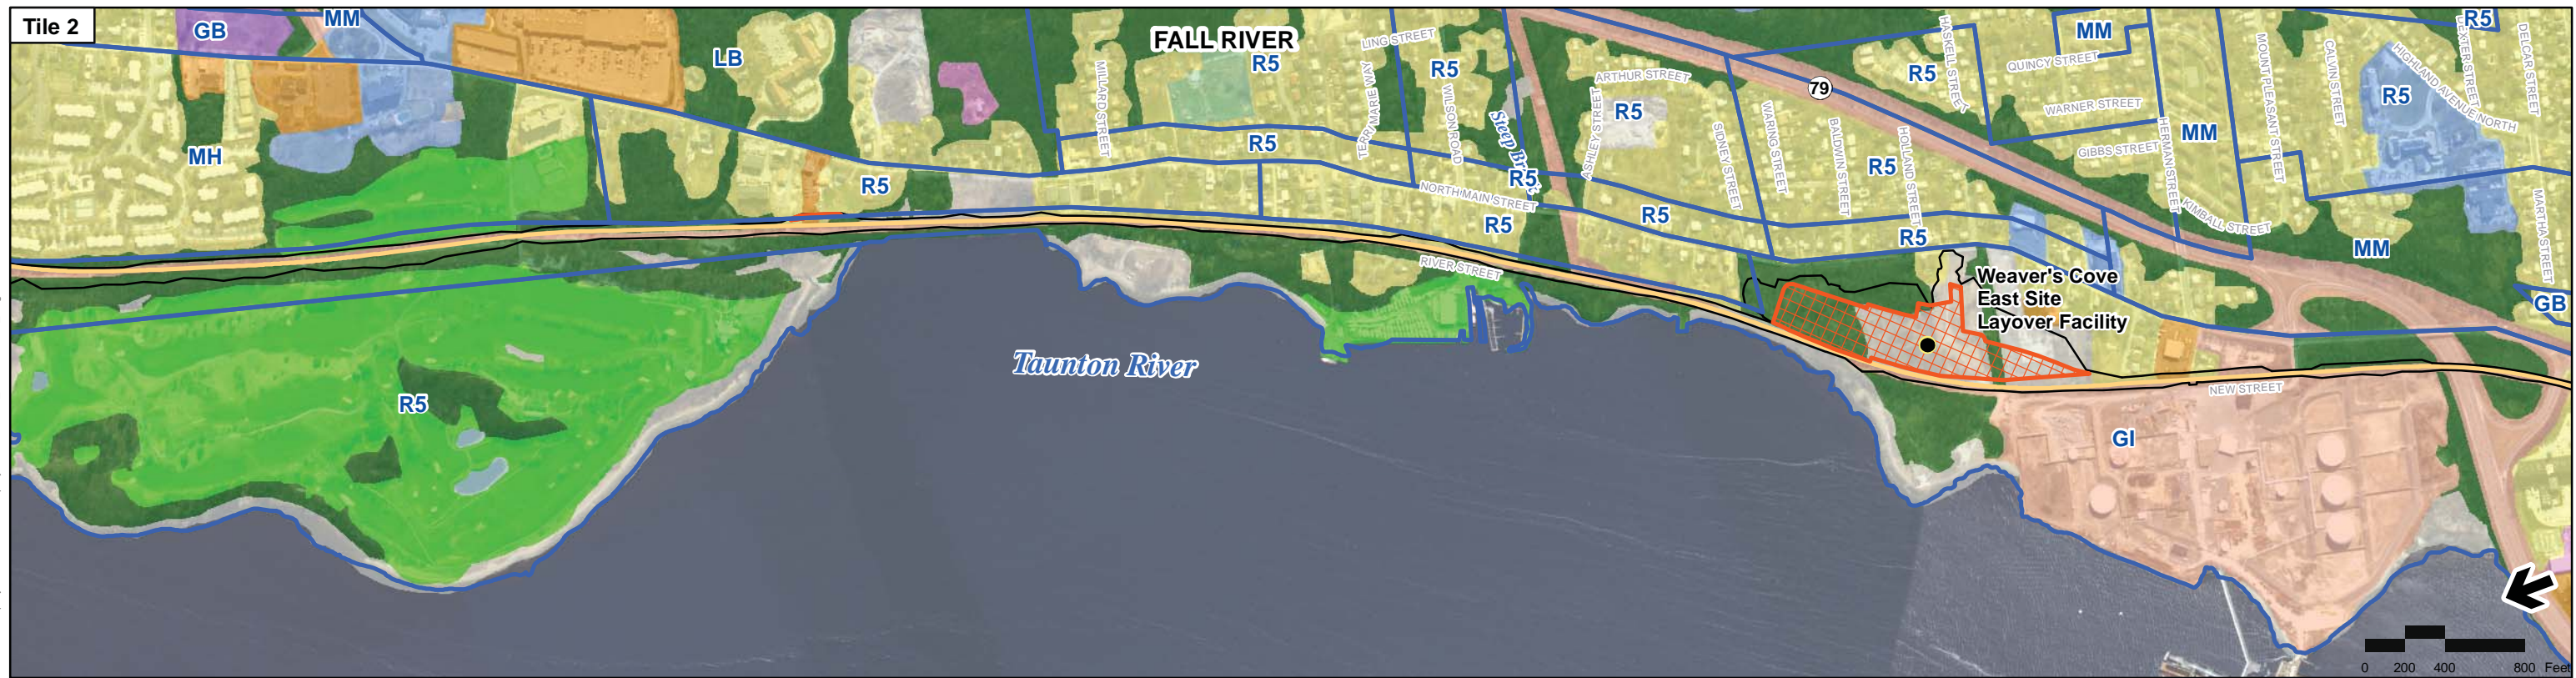 Tile 2
GB
MM
LB
FALL RIVER
R5
LING STREET
R5
MM
R5
DEXTER STREET
DELCAR STREET
HASKELL STREET
MOUNT PLEASANT STREET
CALVIN STREET
HIGHLAND AVENUE NORTH
QUINCY STREET
R5
ARTHUR STREET
79
R5
MILLARD STREET
TERRY MARIE WAY
WILSON ROAD
Steep Brook
ASHLEY STREET
R5
WARNER STREET
HERMAN STREET
MM
SIDNEY STREET
WARING STREET
BALDWIN STREET
HOLLAND STREET
GIBBS STREET
MH
R5
R5
R5
R5
NORTH MAIN STREET
R5
R5
R5
KIMBALL STREET
MARTHA STREET
MM
RIVER STREET
Weaver's Cove
East Site
Layover Facility
GB
Taunton River
R5
NEW STREET
GI
0 200 400 800 Feet